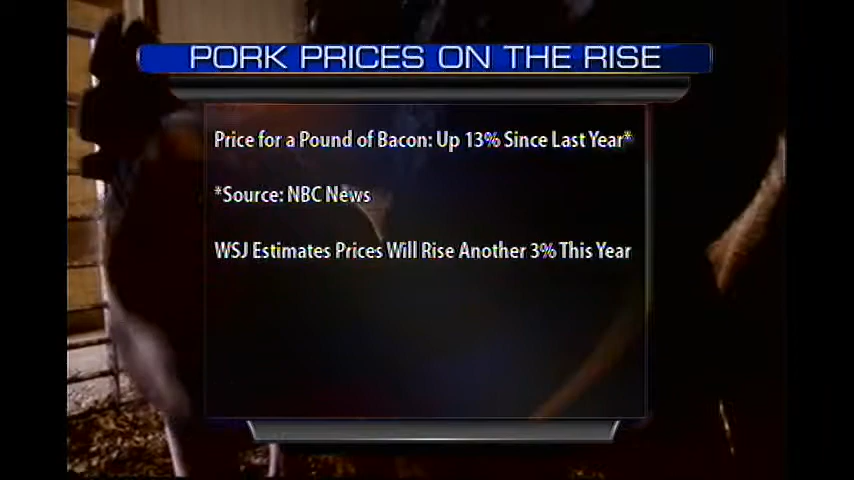 PORK PRICES ON THE RISE
Price for a Pound of Bacon: Up 13% Since Last Year*
*Source: NBC News
WSJ Estimates Prices Will Rise Another 3% This Year